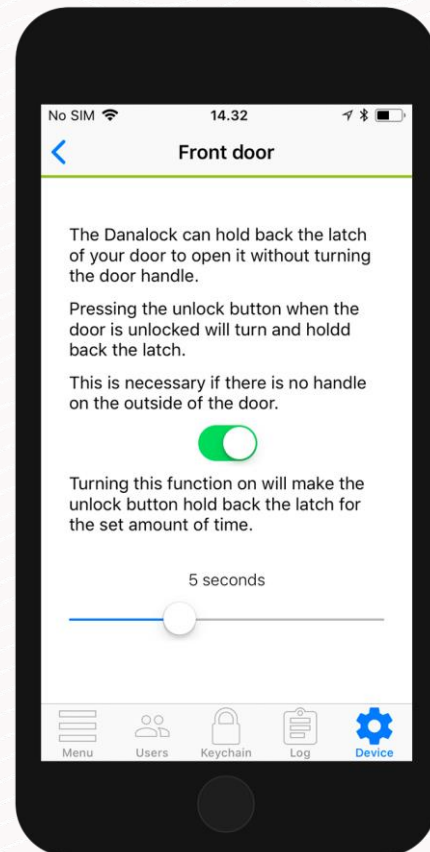 No SIM 14.32
Front door
The Danalock can hold back the latch
of your door to open it without turning
the door handle.
Pressing the unlock button when the
door is unlocked will turn and holdd
back the latch.
This is necessary if there is no handle
on the outside of the door.
Turning this function on will make the
unlock button hold back the latch for
the set amount of time.
5 seconds
Menu Users Keychain Log Device